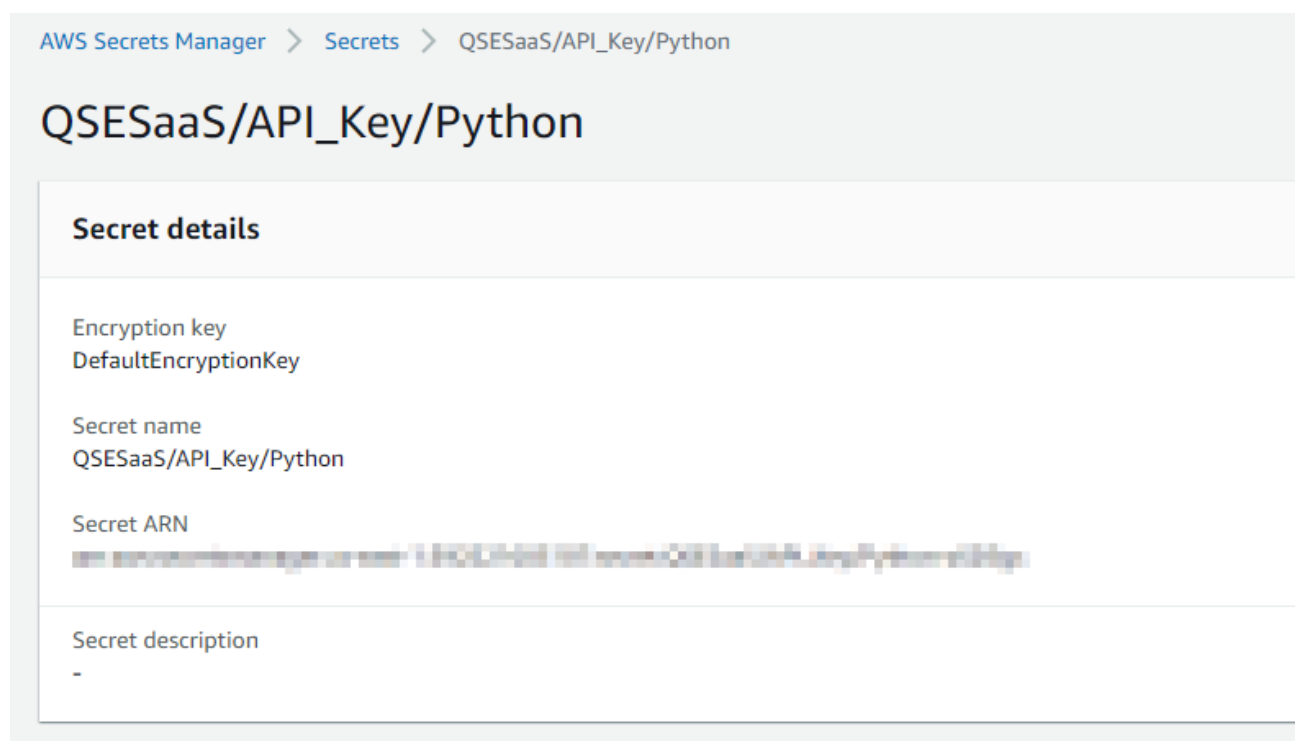 AWS Secrets Manager > Secrets > QSESaaS/API_Key/Python
QSESaaS/API_Key/Python
Secret details
Encryption key
DefaultEncryptionKey
Secret name
QSESaaS/API_Key/Python
Secret ARN
Secret description
-